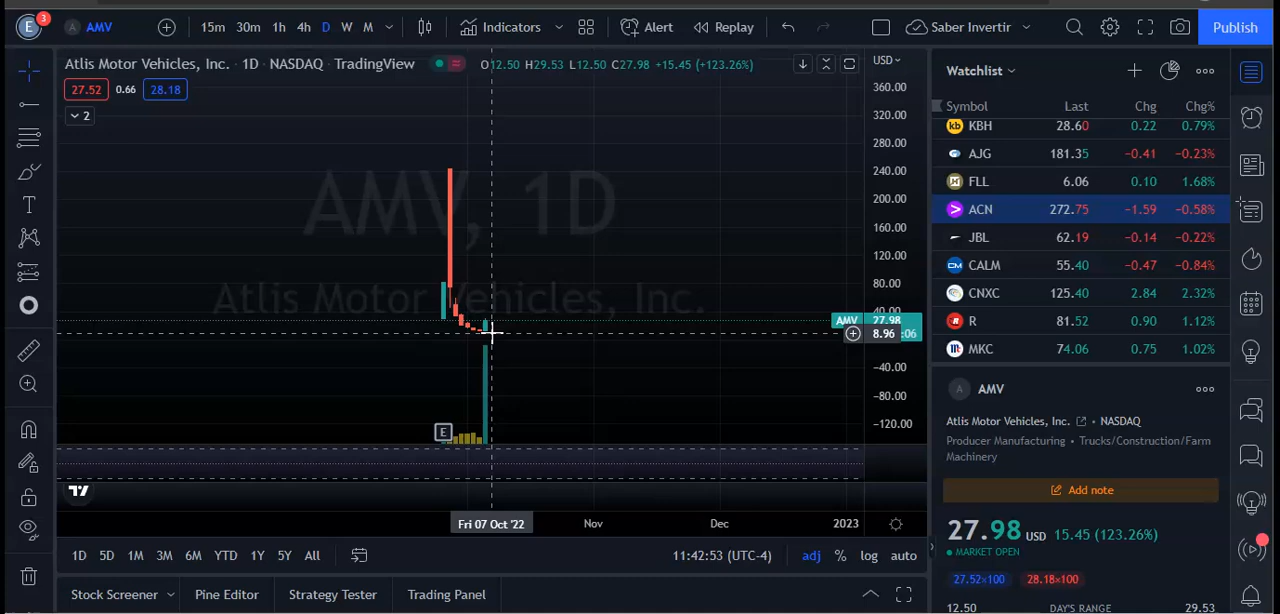 E 3 A AMV 15m 30m 1h 4h D W M Indicators Alert Replay Saber Invertir Publish
Atlis Motor Vehicles, Inc. · 1D · NASDAQ · TradingView O12.50 H29.53 L12.50 C27.98 +15.45 (+123.26%)
27.52 0.66 28.18
2
AMV, 1D
Atlis Motor Vehicles, Inc.
USD
360.00
320.00
280.00
240.00
200.00
160.00
120.00
80.00
40.00
AMV 27.98
8.96 :06
−40.00
−80.00
−120.00
E
Fri 07 Oct '22 Nov Dec 2023
1D 5D 1M 3M 6M YTD 1Y 5Y All 11:42:53 (UTC-4) adj % log auto
Stock Screener Pine Editor Strategy Tester Trading Panel
Watchlist
Symbol Last Chg Chg%
kb KBH 28.60 0.22 0.79%
AJG 181.35 −0.41 −0.23%
FLL 6.06 0.10 1.68%
ACN 272.75 −1.59 −0.58%
JBL 62.19 −0.14 −0.22%
CALM 55.40 −0.47 −0.84%
CNXC 125.40 2.84 2.32%
R 81.52 0.90 1.12%
MKC 74.06 0.75 1.02%
A AMV
Atlis Motor Vehicles, Inc. · NASDAQ
Producer Manufacturing · Trucks/Construction/Farm
Machinery
Add note
27.98 USD 15.45 (123.26%)
MARKET OPEN
27.52×100 28.18×100
12.50 DAY'S RANGE 29.53